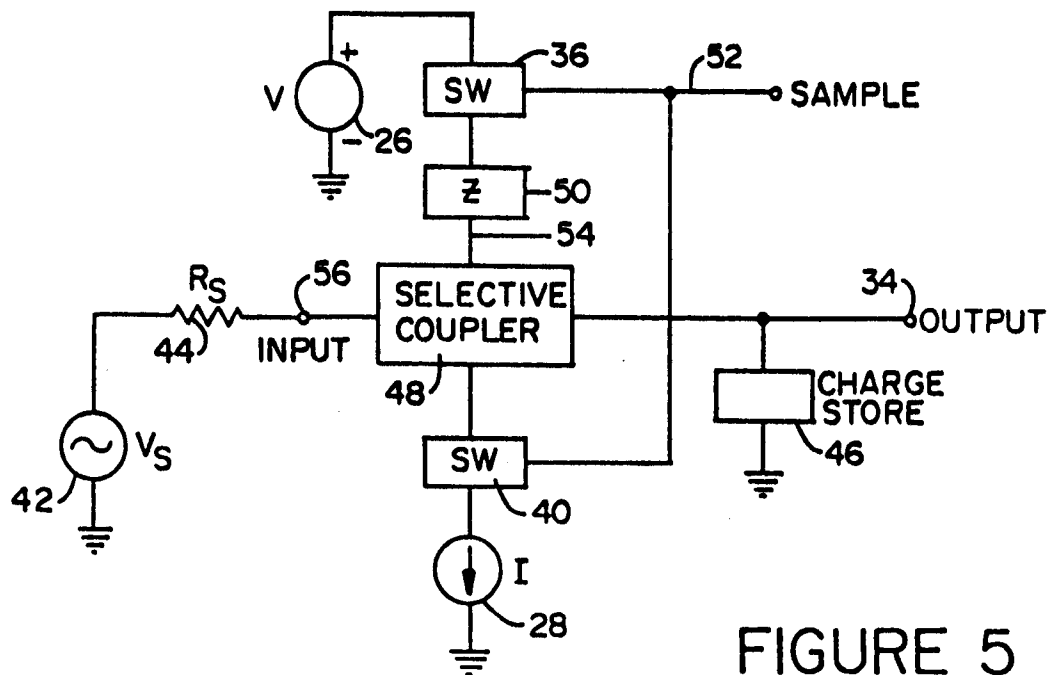 +
36
52
V
SW
SAMPLE
-
26
Z
50
54
RS
56
34
SELECTIVE
COUPLER
OUTPUT
44
INPUT
48
CHARGE
STORE
VS
SW
46
42
40
I
28
FIGURE 5